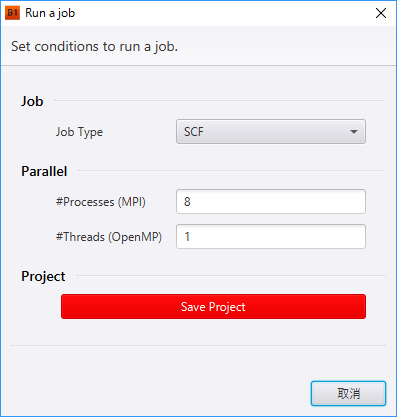 B1 Run a job
Set conditions to run a job.
Job
Job Type SCF
Parallel
#Processes (MPI) 8
#Threads (OpenMP) 1
Project
Save Project
取消